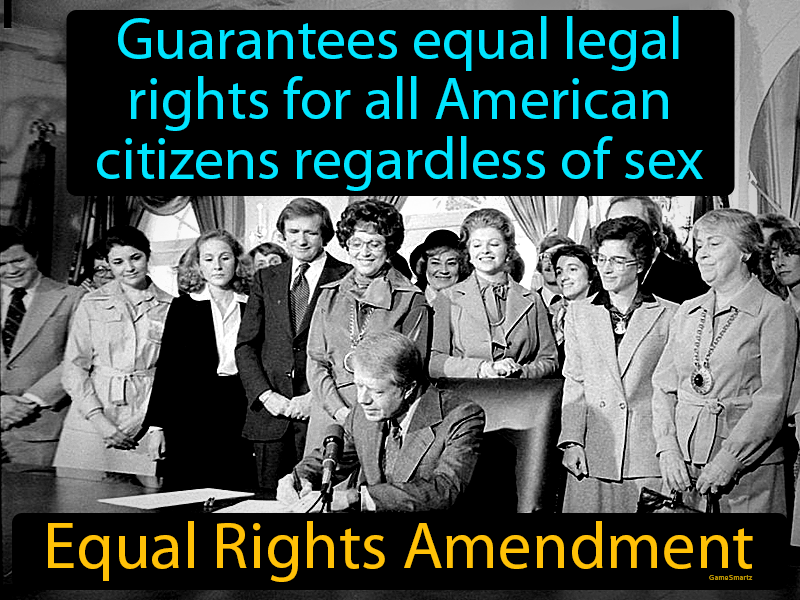 Guarantees equal legal
rights for all American
citizens regardless of sex
Equal Rights Amendment
GameSmartz